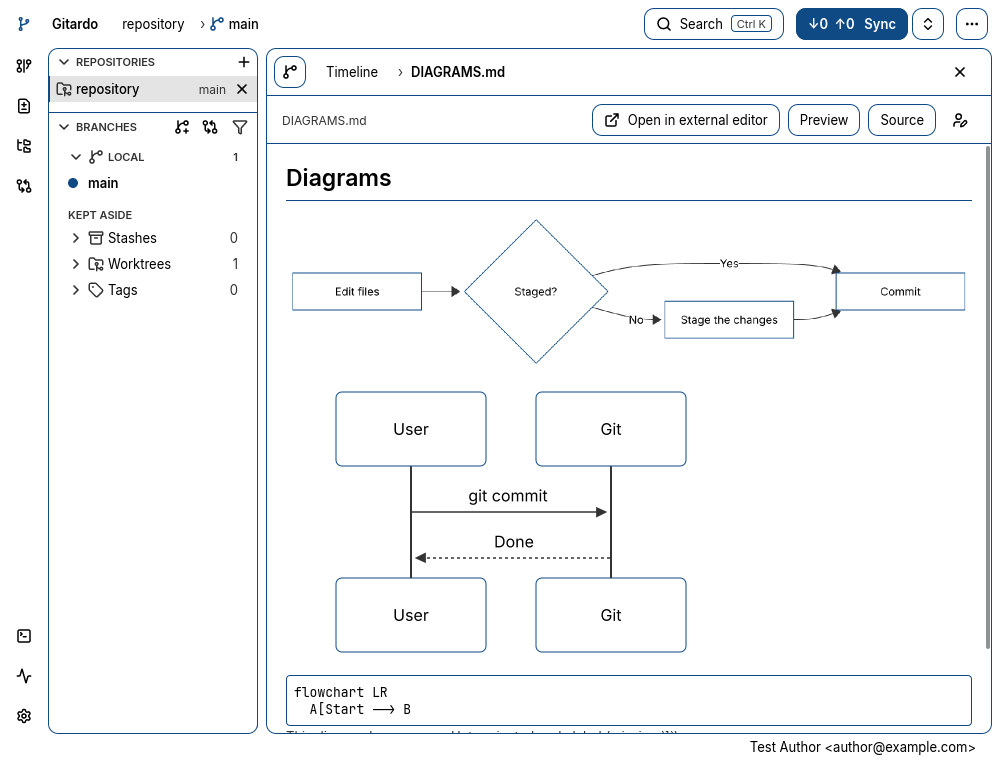 Gitardo repository › main Search Ctrl K ↓0 ↑0 Sync
REPOSITORIES
repository main
BRANCHES
LOCAL 1
main
KEPT ASIDE
Stashes 0
Worktrees 1
Tags 0
Timeline › DIAGRAMS.md
DIAGRAMS.md Open in external editor Preview Source
Diagrams
Edit files
Staged?
Yes
No
Stage the changes
Commit
User Git
git commit
Done
User Git
flowchart LR
A[Start ⟶ B
Test Author <author@example.com>